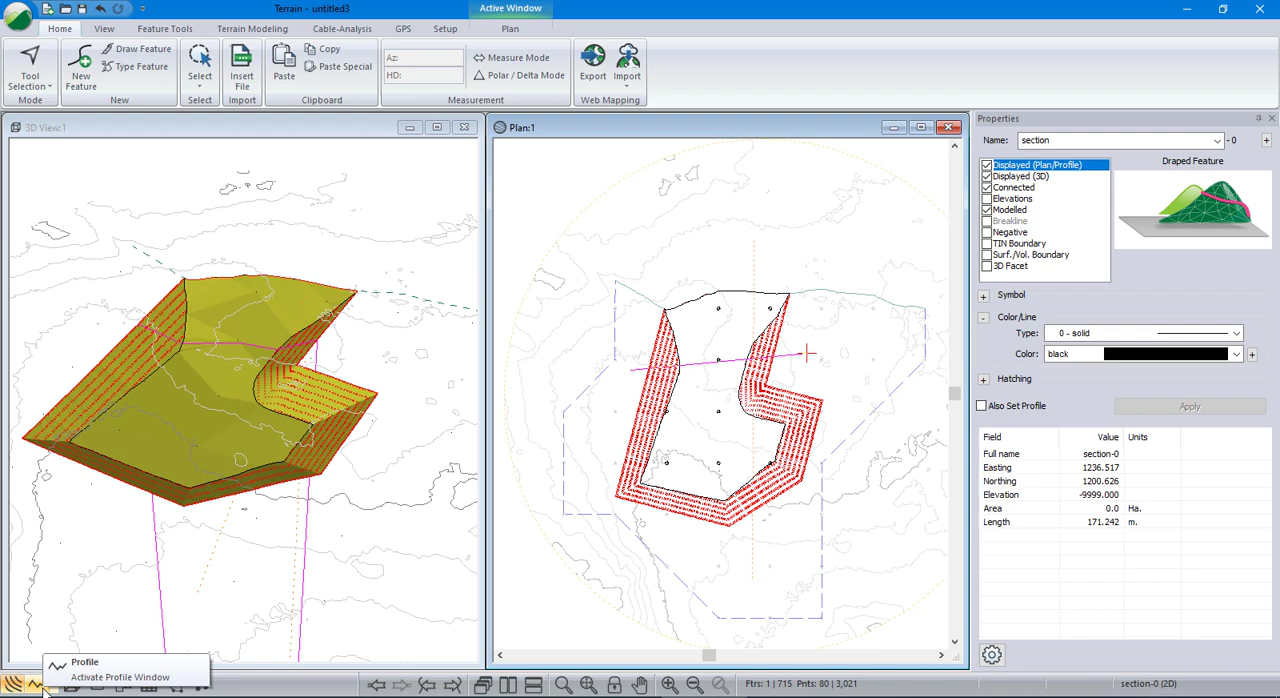 Terrain - untitled3
Active Window
Home View Feature Tools Terrain Modeling Cable-Analysis GPS Setup Plan
Tool Selection
Mode
New Feature
Draw Feature
Type Feature
New
Select
Select
Insert File
Import
Paste
Copy
Paste Special
Clipboard
Az:
HD:
Measure Mode
Polar / Delta Mode
Measurement
Export
Import
Web Mapping
3D View:1
Plan:1
Properties
Name: section - 0
Displayed (Plan/Profile)
Displayed (3D)
Connected
Elevations
Modelled
Breakline
Negative
TIN Boundary
Surf./Vol. Boundary
3D Facet
Draped Feature
Symbol
Color/Line
Type: 0 - solid
Color: black
Hatching
Also Set Profile
Apply
Field Value Units
Full name section-0
Easting 1236.517
Northing 1200.626
Elevation -9999.000
Area 0.0 Ha.
Length 171.242 m.
Profile
Activate Profile Window
Ftrs: 1 | 715 Pnts: 80 | 3,021
section-0 (2D)